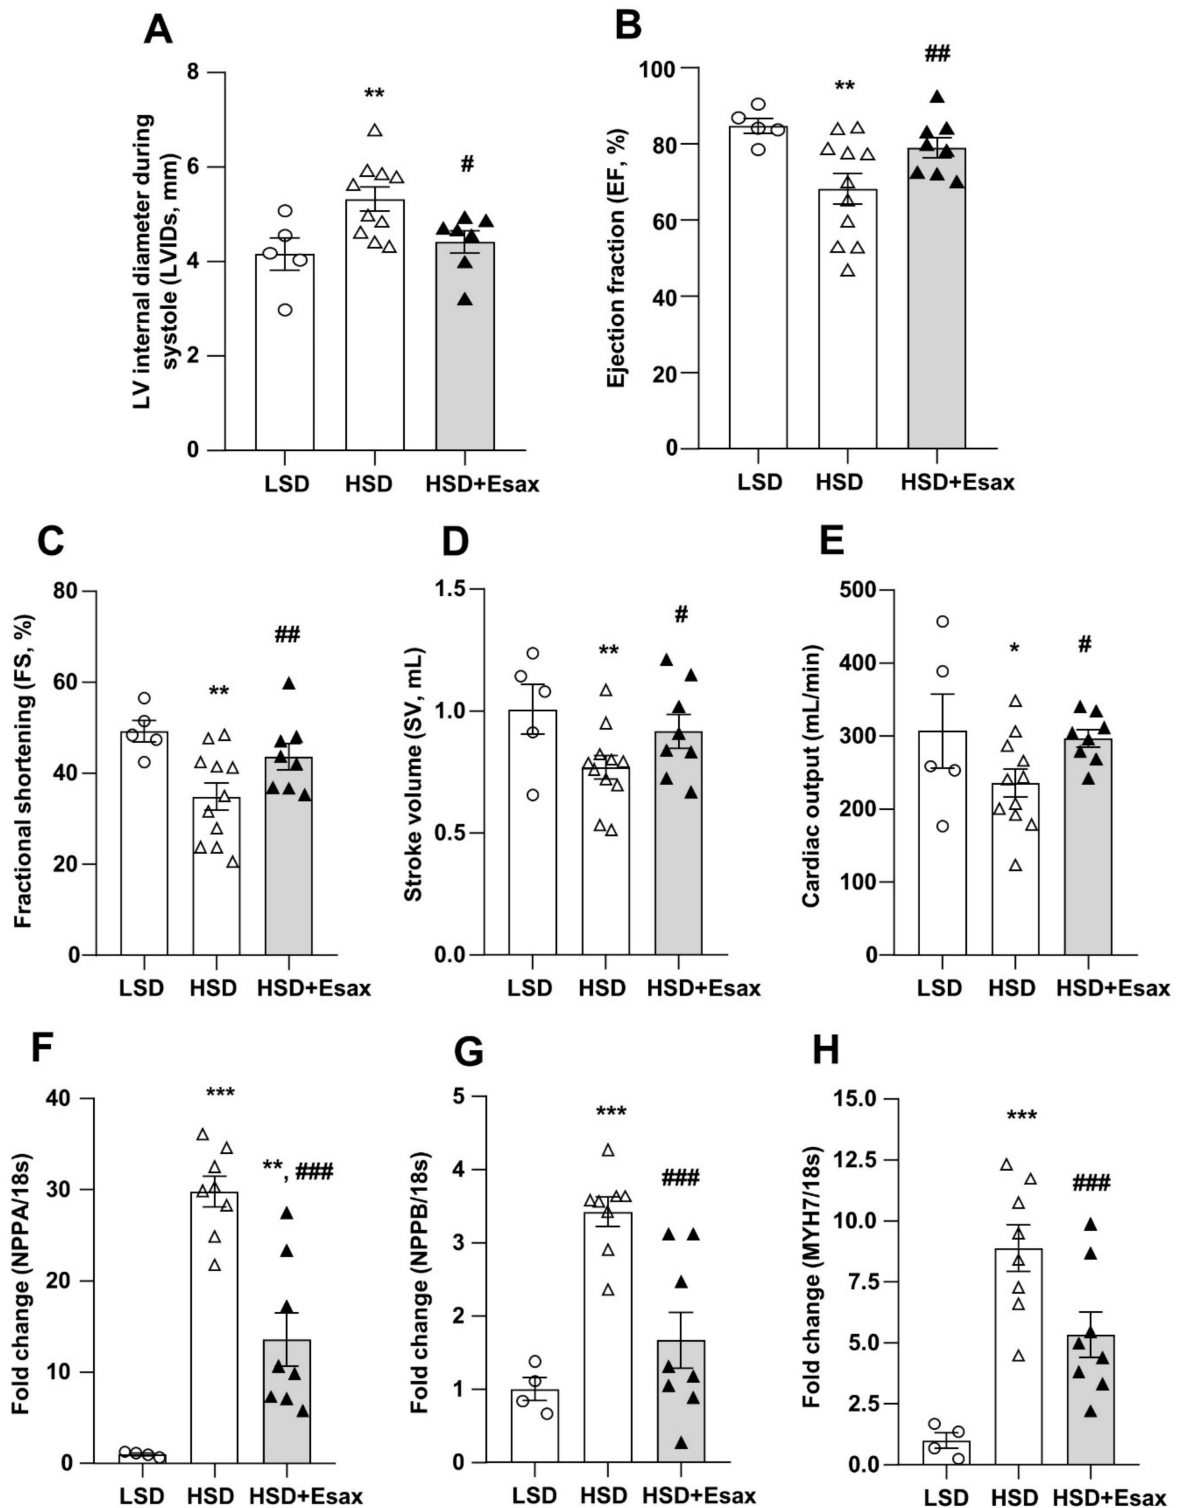 A
LV internal diameter during
systole (LVIDs, mm)
8
6
4
2
0
**
#
LSD HSD HSD+Esax
B
Ejection fraction (EF, %)
100
80
60
40
20
0
**
##
LSD HSD HSD+Esax
C
Fractional shortening (FS, %)
80
60
40
20
0
**
##
LSD HSD HSD+Esax
D
Stroke volume (SV, mL)
1.5
1.0
0.5
0.0
**
#
LSD HSD HSD+Esax
E
Cardiac output (mL/min)
500
400
300
200
100
0
*
#
LSD HSD HSD+Esax
F
Fold change (NPPA/18s)
40
30
20
10
0
***
**, ###
LSD HSD HSD+Esax
G
Fold change (NPPB/18s)
5
4
3
2
1
0
***
###
LSD HSD HSD+Esax
H
Fold change (MYH7/18s)
15.0
12.5
10.0
7.5
5.0
2.5
0.0
***
###
LSD HSD HSD+Esax